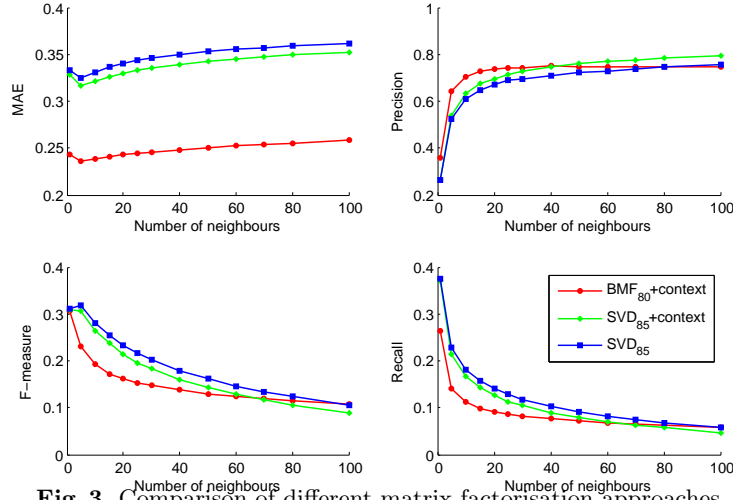 0.4
0.35
0.3
0.25
0.2
MAE
0 20 40 60 80 100
Number of neighbours
1
0.8
0.6
0.4
0.2
Precision
0 20 40 60 80 100
Number of neighbours
0.4
0.3
0.2
0.1
0
F−measure
0 20 40 60 80 100
Number of neighbours
0.4
0.3
0.2
0.1
0
Recall
0 20 40 60 80 100
Number of neighbours
BMF80+context
SVD85+context
SVD85
Fig. 3. Comparison of different matrix factorisation approaches